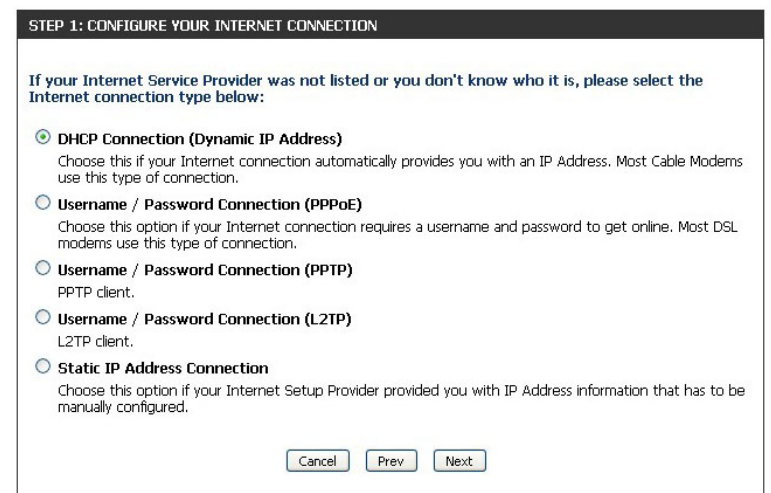 STEP 1: CONFIGURE YOUR INTERNET CONNECTION
If your Internet Service Provider was not listed or you don't know who it is, please select the
Internet connection type below:
DHCP Connection (Dynamic IP Address)
Choose this if your Internet connection automatically provides you with an IP Address. Most Cable Modems
use this type of connection.
Username / Password Connection (PPPoE)
Choose this option if your Internet connection requires a username and password to get online. Most DSL
modems use this type of connection.
Username / Password Connection (PPTP)
PPTP client.
Username / Password Connection (L2TP)
L2TP client.
Static IP Address Connection
Choose this option if your Internet Setup Provider provided you with IP Address information that has to be
manually configured.
Cancel Prev Next